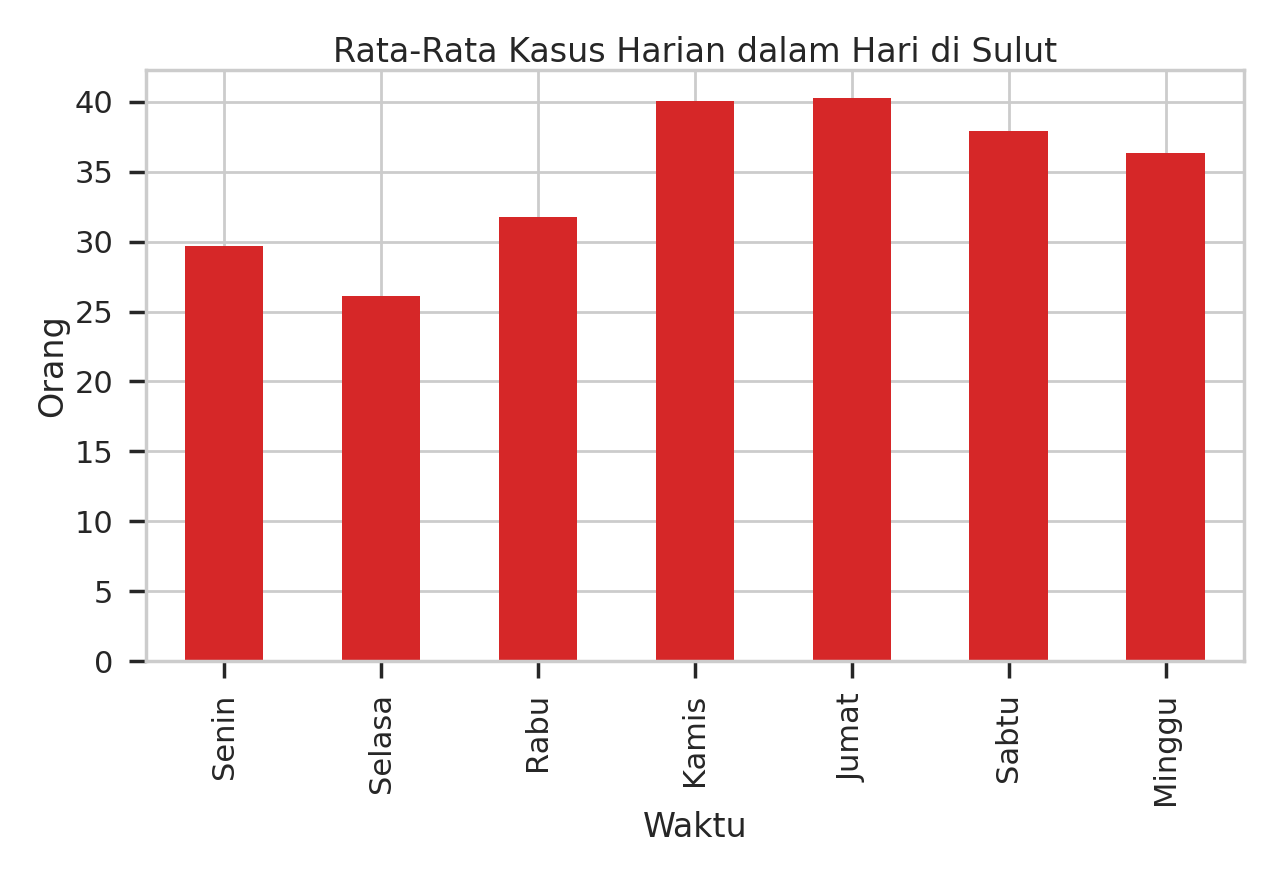 Rata-Rata Kasus Harian dalam Hari di Sulut
40
35
30
25
20
15
10
5
0
Orang
Senin
Selasa
Rabu
Kamis
Jumat
Sabtu
Minggu
Waktu